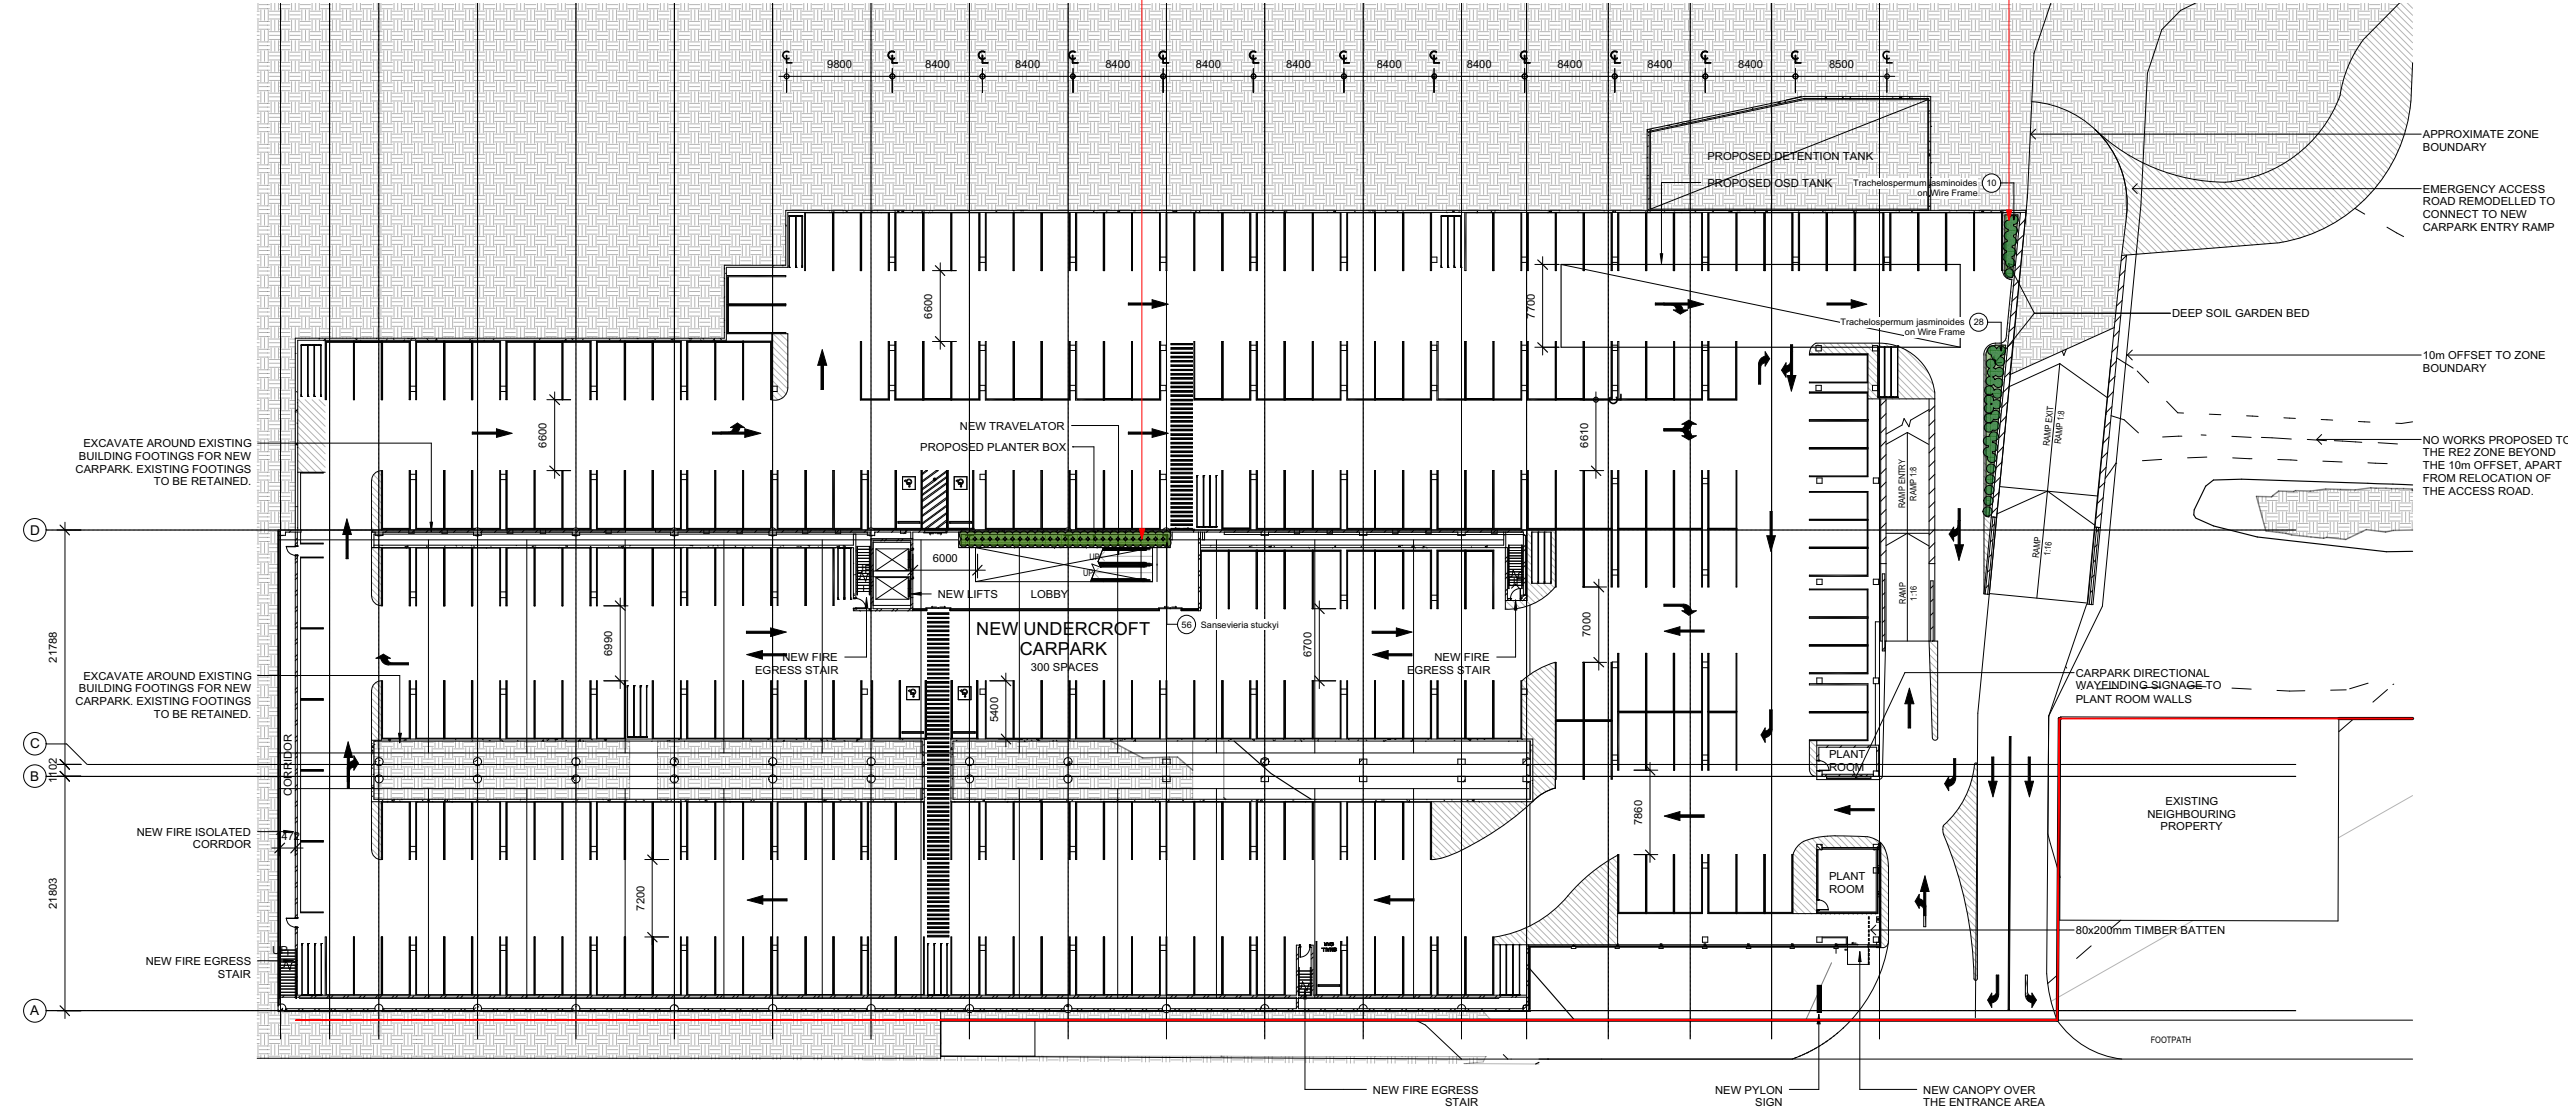 9800
8400
8400
8400
8400
8400
8400
8400
8400
8400
8400
8500
APPROXIMATE ZONE
BOUNDARY
EMERGENCY ACCESS
ROAD REMODELLED TO
CONNECT TO NEW
CARPARK ENTRY RAMP
PROPOSED DETENTION TANK
PROPOSED OSD TANK
Trachelospermum jasminoides
on Wire Frame
10
DEEP SOIL GARDEN BED
6600
7700
Trachelospermum jasminoides
on Wire Frame
28
10m OFFSET TO ZONE
BOUNDARY
RAMP EXIT
RAMP 1:8
EXCAVATE AROUND EXISTING
BUILDING FOOTINGS FOR NEW
CARPARK. EXISTING FOOTINGS
TO BE RETAINED.
6600
NEW TRAVELATOR
PROPOSED PLANTER BOX
6610
RAMP ENTRY
RAMP 1:8
NO WORKS PROPOSED TO
THE RE2 ZONE BEYOND
THE 10m OFFSET, APART
FROM RELOCATION OF
THE ACCESS ROAD.
D
6000
UP
UP
NEW LIFTS
LOBBY
RAMP
1:16
RAMP
1:16
21788
6990
NEW UNDERCROFT
CARPARK
300 SPACES
56
Sansevieria stuckyi
6700
7000
NEW FIRE
EGRESS STAIR
NEW FIRE
EGRESS STAIR
EXCAVATE AROUND EXISTING
BUILDING FOOTINGS FOR NEW
CARPARK. EXISTING FOOTINGS
TO BE RETAINED.
5400
CARPARK DIRECTIONAL
WAYFINDING SIGNAGE TO
PLANT ROOM WALLS
C
1102
B
CORRIDOR
PLANT
ROOM
EXISTING
NEIGHBOURING
PROPERTY
7860
NEW FIRE ISOLATED
CORRDOR
21803
7200
PLANT
ROOM
80x200mm TIMBER BATTEN
UP
NEW FIRE EGRESS
STAIR
A
FOOTPATH
NEW FIRE EGRESS
STAIR
NEW PYLON
SIGN
NEW CANOPY OVER
THE ENTRANCE AREA